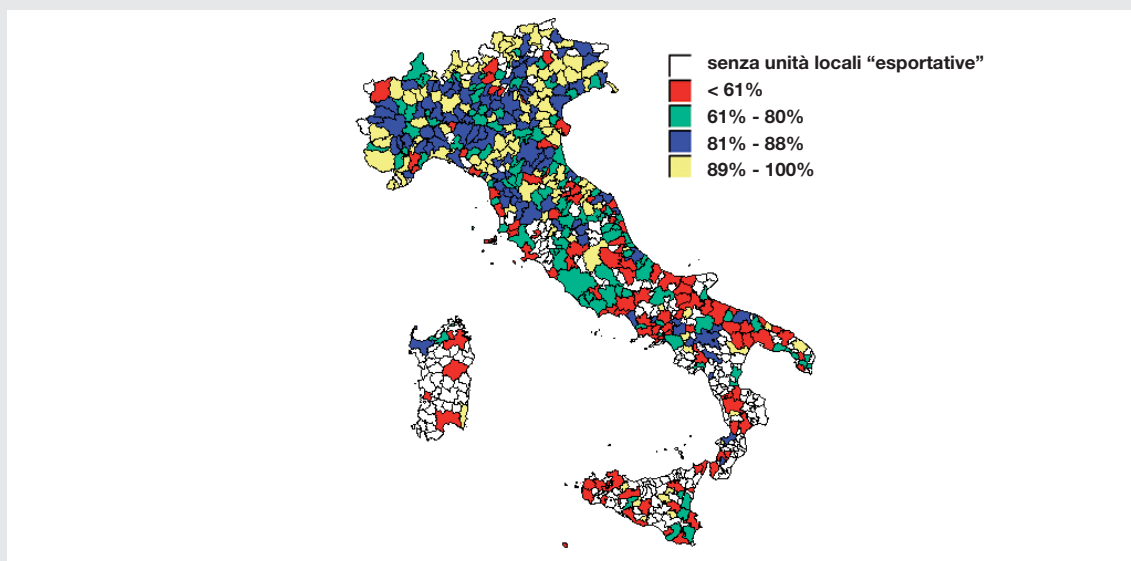 senza unità locali “esportative”
< 61%
61% - 80%
81% - 88%
89% - 100%